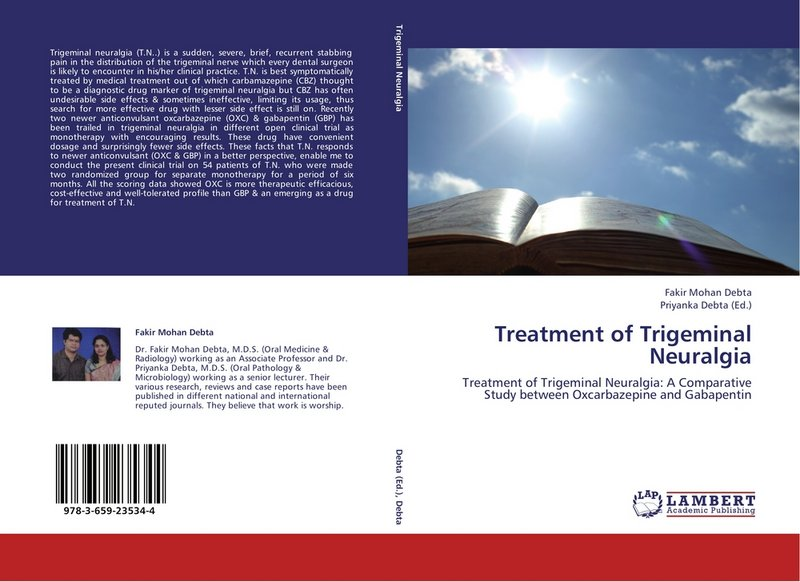 Trigeminal neuralgia (T.N..) is a sudden, severe, brief, recurrent stabbing
pain in the distribution of the trigeminal nerve which every dental surgeon
is likely to encounter in his/her clinical practice. T.N. is best symptomatically
treated by medical treatment out of which carbamazepine (CBZ) thought
to be a diagnostic drug marker of trigeminal neuralgia but CBZ has often
undesirable side effects & sometimes ineffective, limiting its usage, thus
search for more effective drug with lesser side effect is still on. Recently
two newer anticonvulsant oxcarbazepine (OXC) & gabapentin (GBP) has
been trailed in trigeminal neuralgia in different open clinical trial as
monotherapy with encouraging results. These drug have convenient
dosage and surprisingly fewer side effects. These facts that T.N. responds
to newer anticonvulsant (OXC & GBP) in a better perspective, enable me to
conduct the present clinical trial on 54 patients of T.N. who were made
two randomized group for separate monotherapy for a period of six
months. All the scoring data showed OXC is more therapeutic efficacious,
cost-effective and well-tolerated profile than GBP & an emerging as a drug
for treatment of T.N.
Fakir Mohan Debta
Dr. Fakir Mohan Debta, M.D.S. (Oral Medicine &
Radiology) working as an Associate Professor and Dr.
Priyanka Debta, M.D.S. (Oral Pathology &
Microbiology) working as a senior lecturer. Their
various research, reviews and case reports have been
published in different national and international
reputed journals. They believe that work is worship.
978-3-659-23534-4
Trigeminal Neuralgia
Debta (Ed.), Debta
Fakir Mohan Debta
Priyanka Debta (Ed.)
Treatment of Trigeminal
Neuralgia
Treatment of Trigeminal Neuralgia: A Comparative
Study between Oxcarbazepine and Gabapentin
LAP
LAMBERT
Academic Publishing